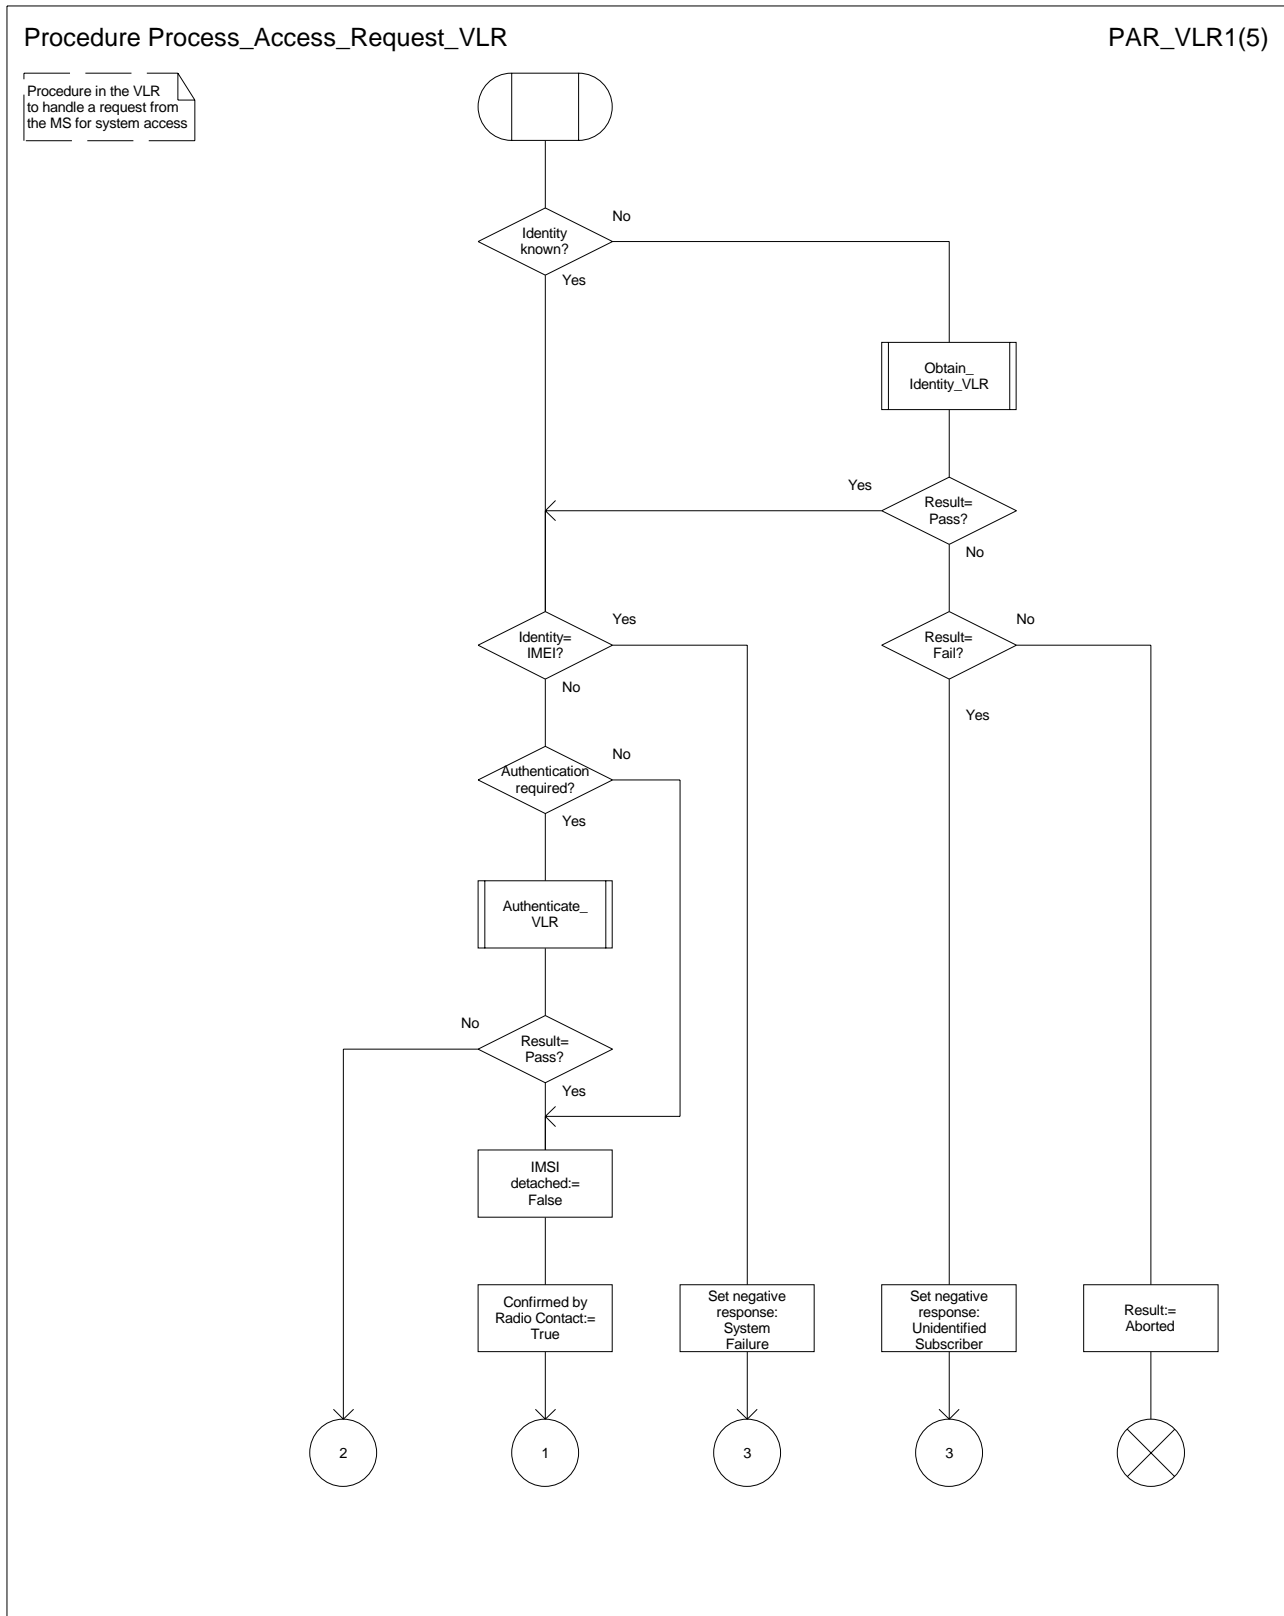 Procedure Process_Access_Request_VLR
PAR_VLR1(5)
Procedure in the VLR
to handle a request from
the MS for system access
Identity
known?
No
Yes
Obtain_
Identity_VLR
Yes
Result=
Pass?
No
Identity=
IMEI?
Yes
No
Result=
Fail?
No
Yes
Authentication
required?
No
Yes
Authenticate_
VLR
No
Result=
Pass?
Yes
IMSI
detached:=
False
Confirmed by
Radio Contact:=
True
Set negative
response:
System
Failure
Set negative
response:
Unidentified
Subscriber
Result:=
Aborted
2
1
3
3